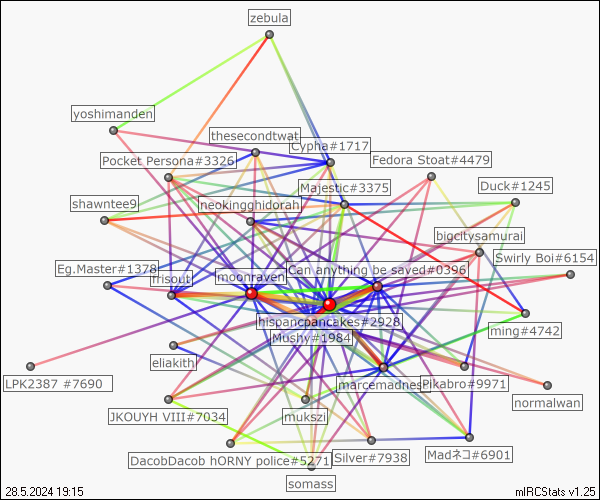 zebula
yoshimanden
thesecondtwat
Cypha#1717
Pocket Persona#3326
Fedora Stoat#4479
Majestic#3375
Duck#1245
shawntee9
neokingghidorah
bigcitysamurai
Swirly Boi#6154
Eg.Master#1378
frisout
moonraven
Can anything be saved#0396
hispancpancakes#2928
ming#4742
Mushy#1984
eliakith
LPK2387 #7690
marcemadness
Pikabro#9971
normalwan
JKOUYH VIII#7034
mukszi
DacobDacob hORNY police#5271
Silver#7938
Madネコ#6901
somass
28.5.2024 19:15
mIRCStats v1.25